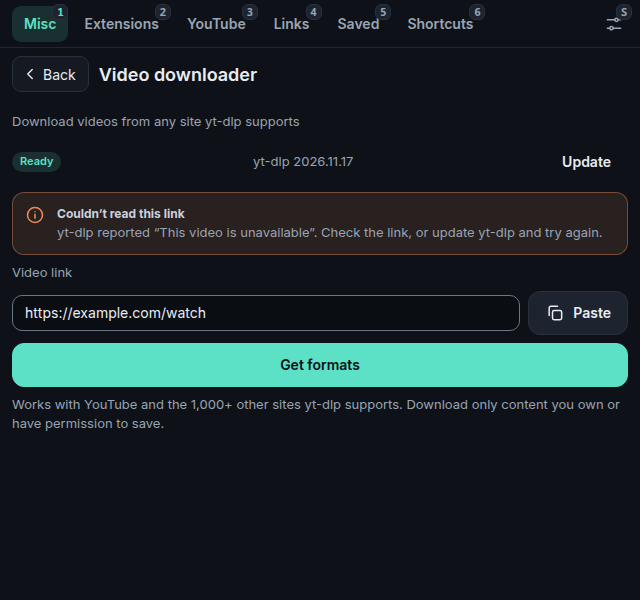 Misc 1 Extensions 2 YouTube 3 Links 4 Saved 5 Shortcuts 6 S
Back Video downloader
Download videos from any site yt-dlp supports
Ready yt-dlp 2026.11.17 Update
Couldn’t read this link
yt-dlp reported “This video is unavailable”. Check the link, or update yt-dlp and try again.
Video link
https://example.com/watch Paste
Get formats
Works with YouTube and the 1,000+ other sites yt-dlp supports. Download only content you own or
have permission to save.